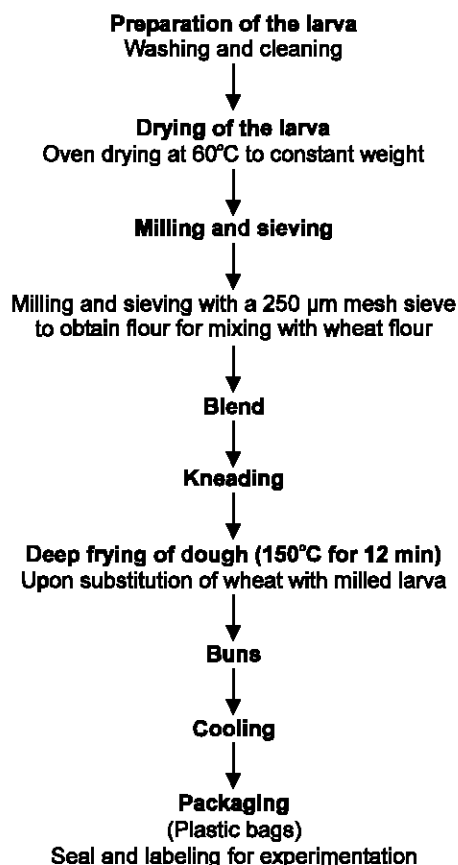 Preparation of the larva
Washing and cleaning
Drying of the larva
Oven drying at 60°C to constant weight
Milling and sieving
Milling and sieving with a 250 µm mesh sieve
to obtain flour for mixing with wheat flour
Blend
Kneading
Deep frying of dough (150°C for 12 min)
Upon substitution of wheat with milled larva
Buns
Cooling
Packaging
(Plastic bags)
Seal and labeling for experimentation